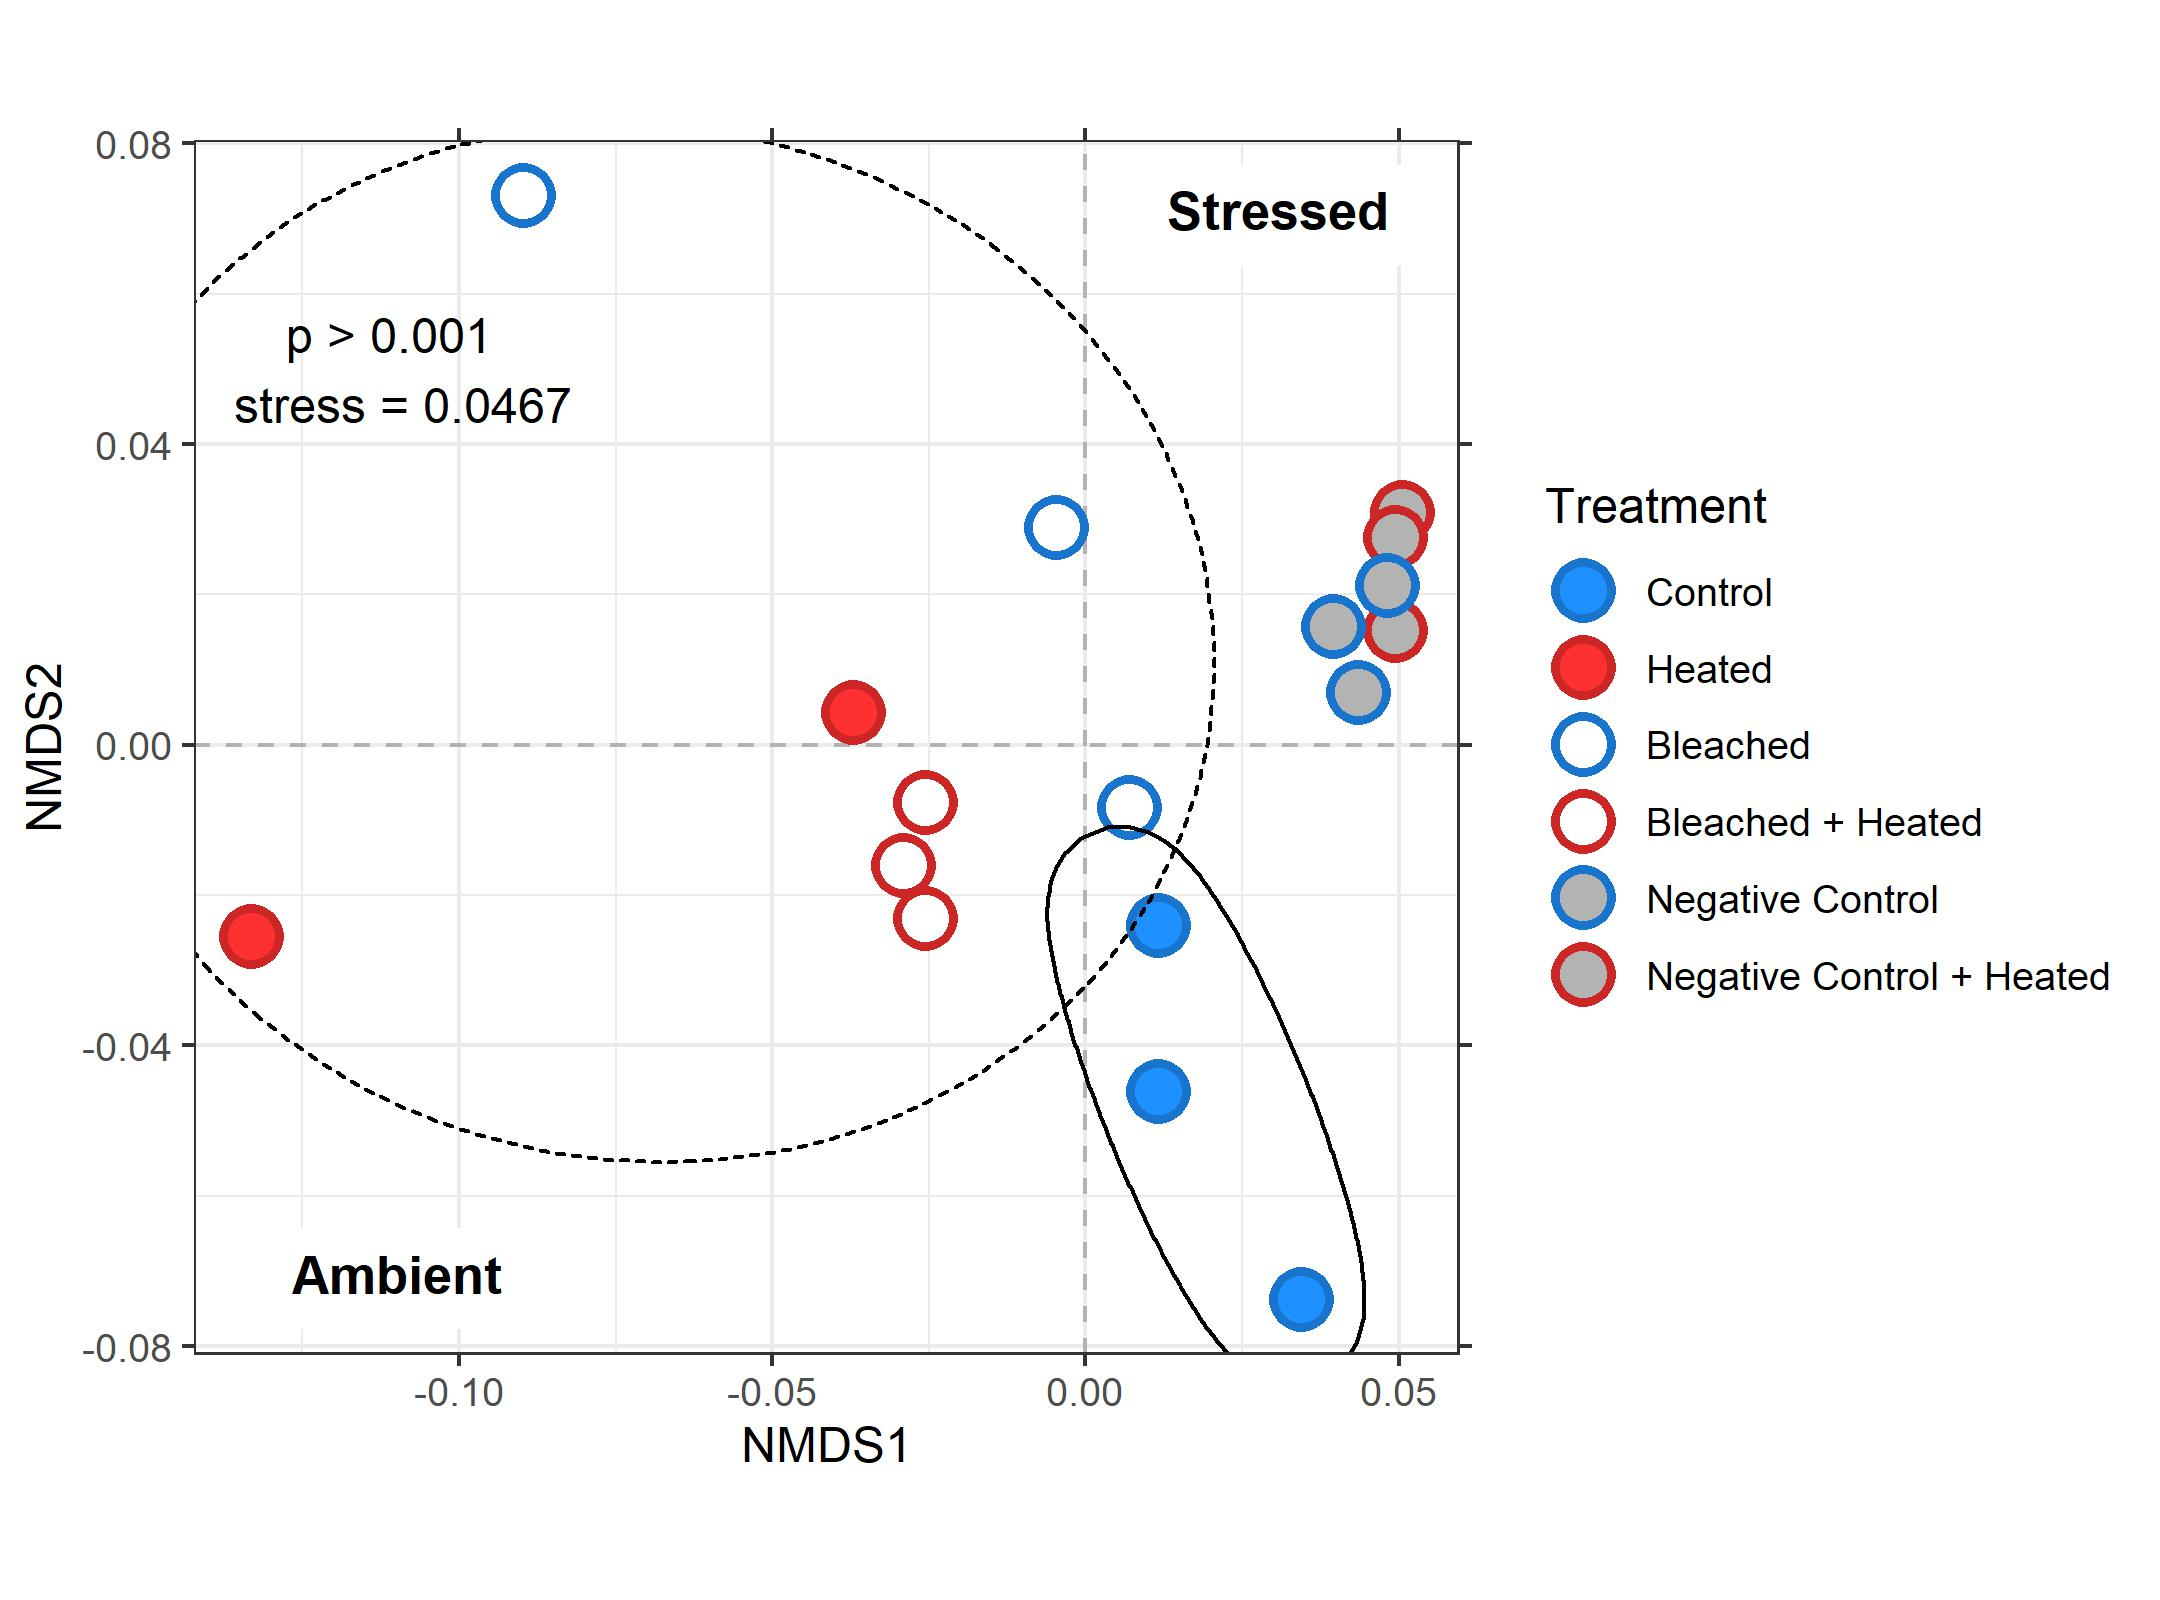 0.08
0.04
0.00
-0.04
-0.08
NMDS2
Stressed
p > 0.001
stress = 0.0467
Ambient
-0.10
-0.05
0.00
0.05
NMDS1
Treatment
Control
Heated
Bleached
Bleached + Heated
Negative Control
Negative Control + Heated